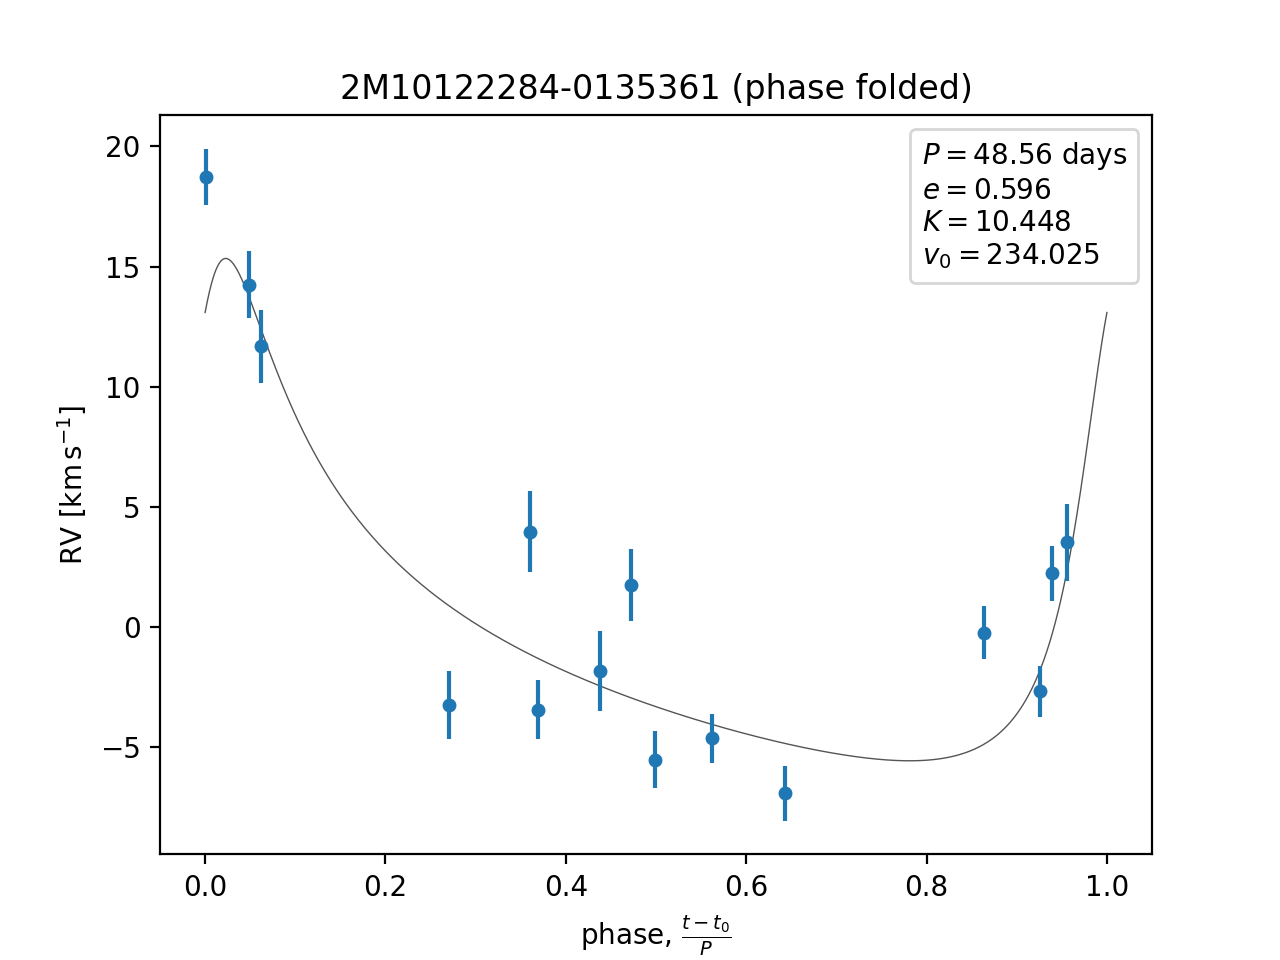 2M10122284-0135361 (phase folded)
P = 48.56 days
e = 0.596
K = 10.448
v₀ = 234.025
20
15
10
5
0
−5
RV [km s⁻¹]
0.0 0.2 0.4 0.6 0.8 1.0
phase, (t − t₀)/P